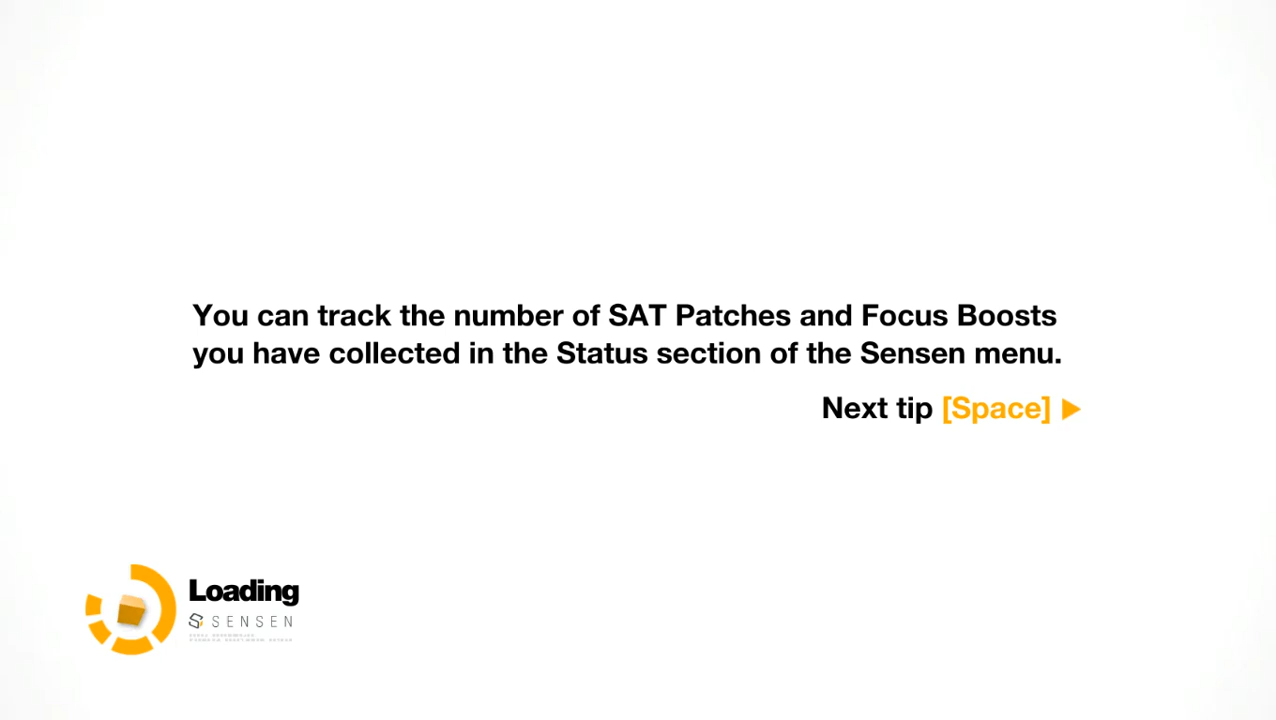 You can track the number of SAT Patches and Focus Boosts
you have collected in the Status section of the Sensen menu.
Next tip [Space]
Loading
SENSEN